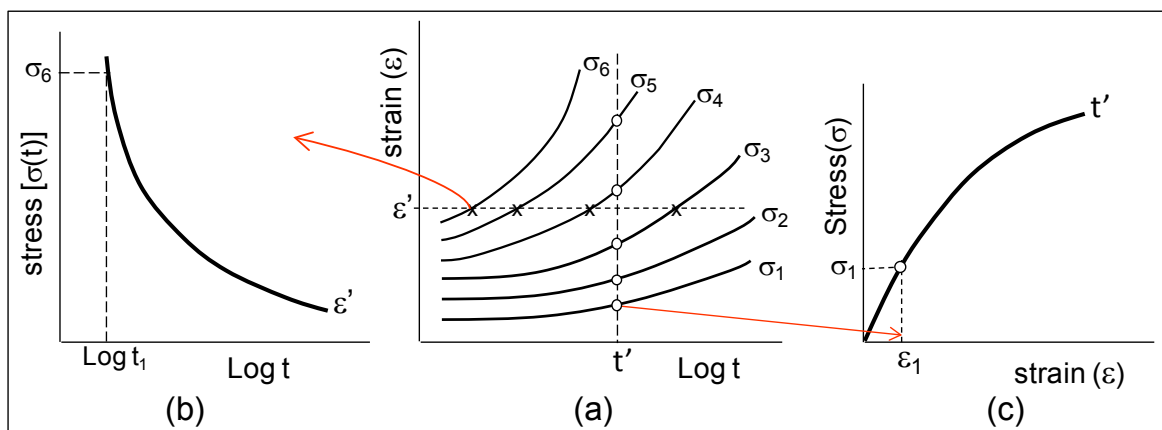 σ6
stress [σ(t)]
Log t1
Log t
ε’
(b)
strain (ε)
ε’
σ6
σ5
σ4
σ3
σ2
σ1
x x x x
t’
Log t
(a)
Stress(σ)
σ1
t’
ε1
strain (ε)
(c)